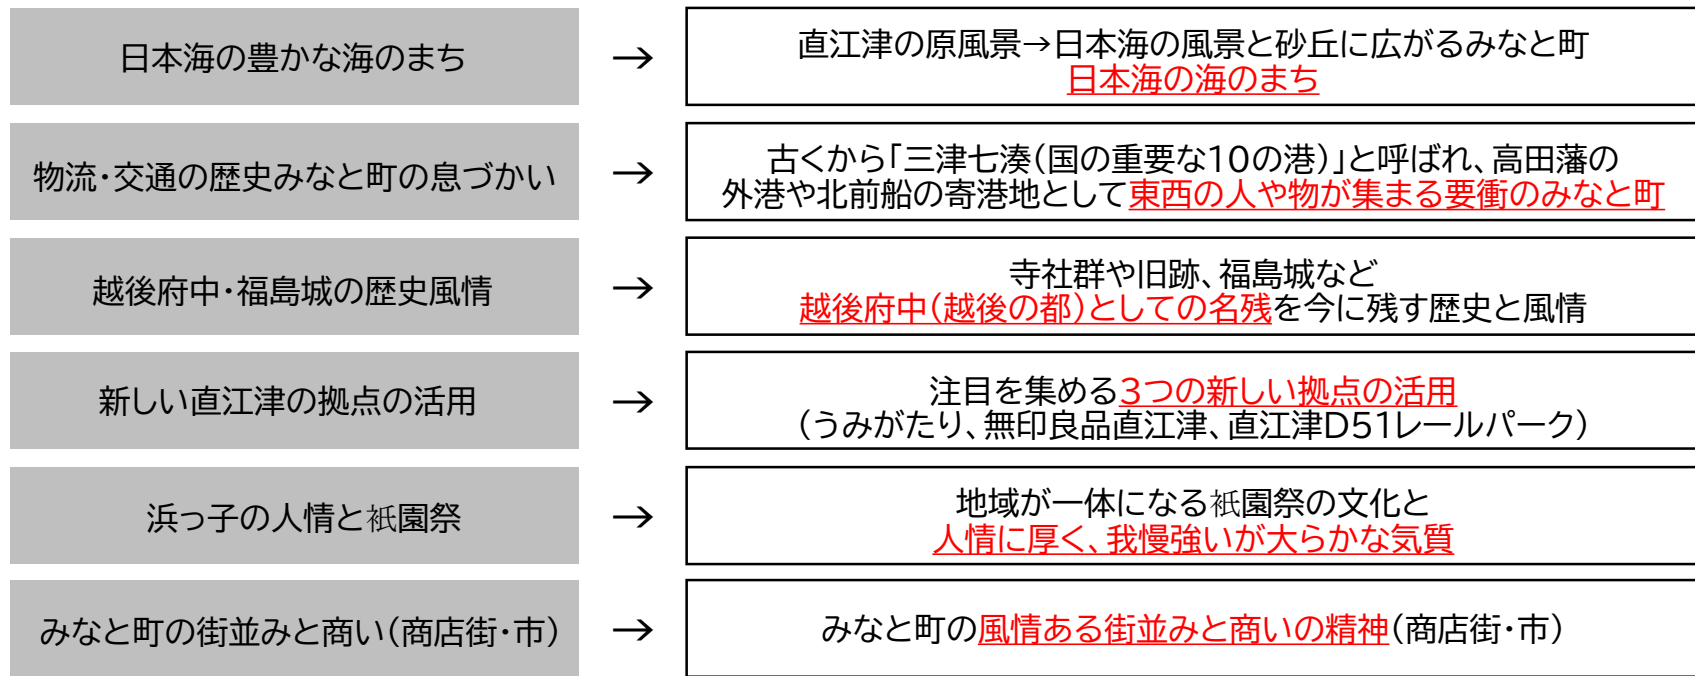 日本海の豊かな海のまち
→
直江津の原風景→日本海の風景と砂丘に広がるみなと町
日本海の海のまち
物流・交通の歴史みなと町の息づかい
→
古くから「三津七湊（国の重要な10の港）」と呼ばれ、高田藩の
外港や北前船の寄港地として東西の人や物が集まる要衝のみなと町
越後府中・福島城の歴史風情
→
寺社群や旧跡、福島城など
越後府中（越後の都）としての名残を今に残す歴史と風情
新しい直江津の拠点の活用
→
注目を集める3つの新しい拠点の活用
（うみがたり、無印良品直江津、直江津D51レールパーク）
浜っ子の人情と祇園祭
→
地域が一体になる祇園祭の文化と
人情に厚く、我慢強いが大らかな気質
みなと町の街並みと商い（商店街・市）
→
みなと町の風情ある街並みと商いの精神（商店街・市）